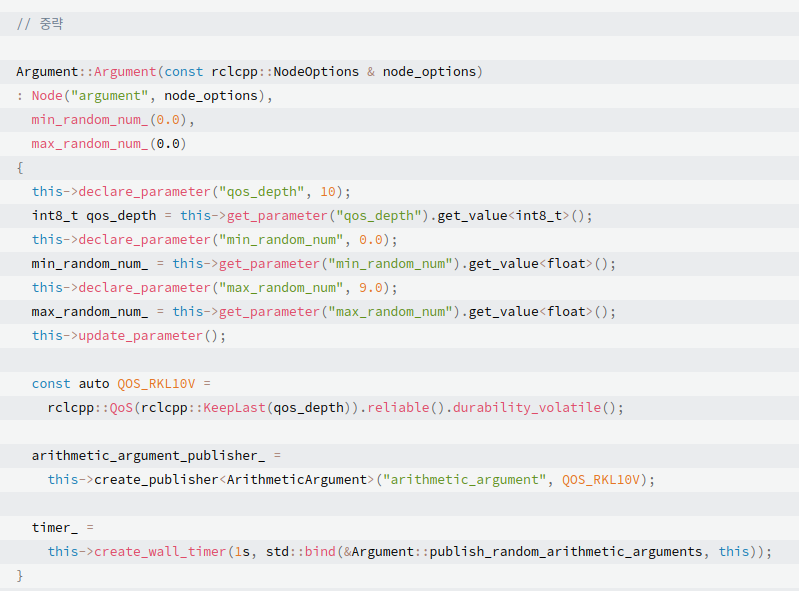 // 중략
Argument::Argument(const rclcpp::NodeOptions & node_options)
: Node("argument", node_options),
  min_random_num_(0.0),
  max_random_num_(0.0)
{
  this->declare_parameter("qos_depth", 10);
  int8_t qos_depth = this->get_parameter("qos_depth").get_value<int8_t>();
  this->declare_parameter("min_random_num", 0.0);
  min_random_num_ = this->get_parameter("min_random_num").get_value<float>();
  this->declare_parameter("max_random_num", 9.0);
  max_random_num_ = this->get_parameter("max_random_num").get_value<float>();
  this->update_parameter();
  const auto QOS_RKL10V =
    rclcpp::QoS(rclcpp::KeepLast(qos_depth)).reliable().durability_volatile();
  arithmetic_argument_publisher_ =
    this->create_publisher<ArithmeticArgument>("arithmetic_argument", QOS_RKL10V);
  timer_ =
    this->create_wall_timer(1s, std::bind(&Argument::publish_random_arithmetic_arguments, this));
}